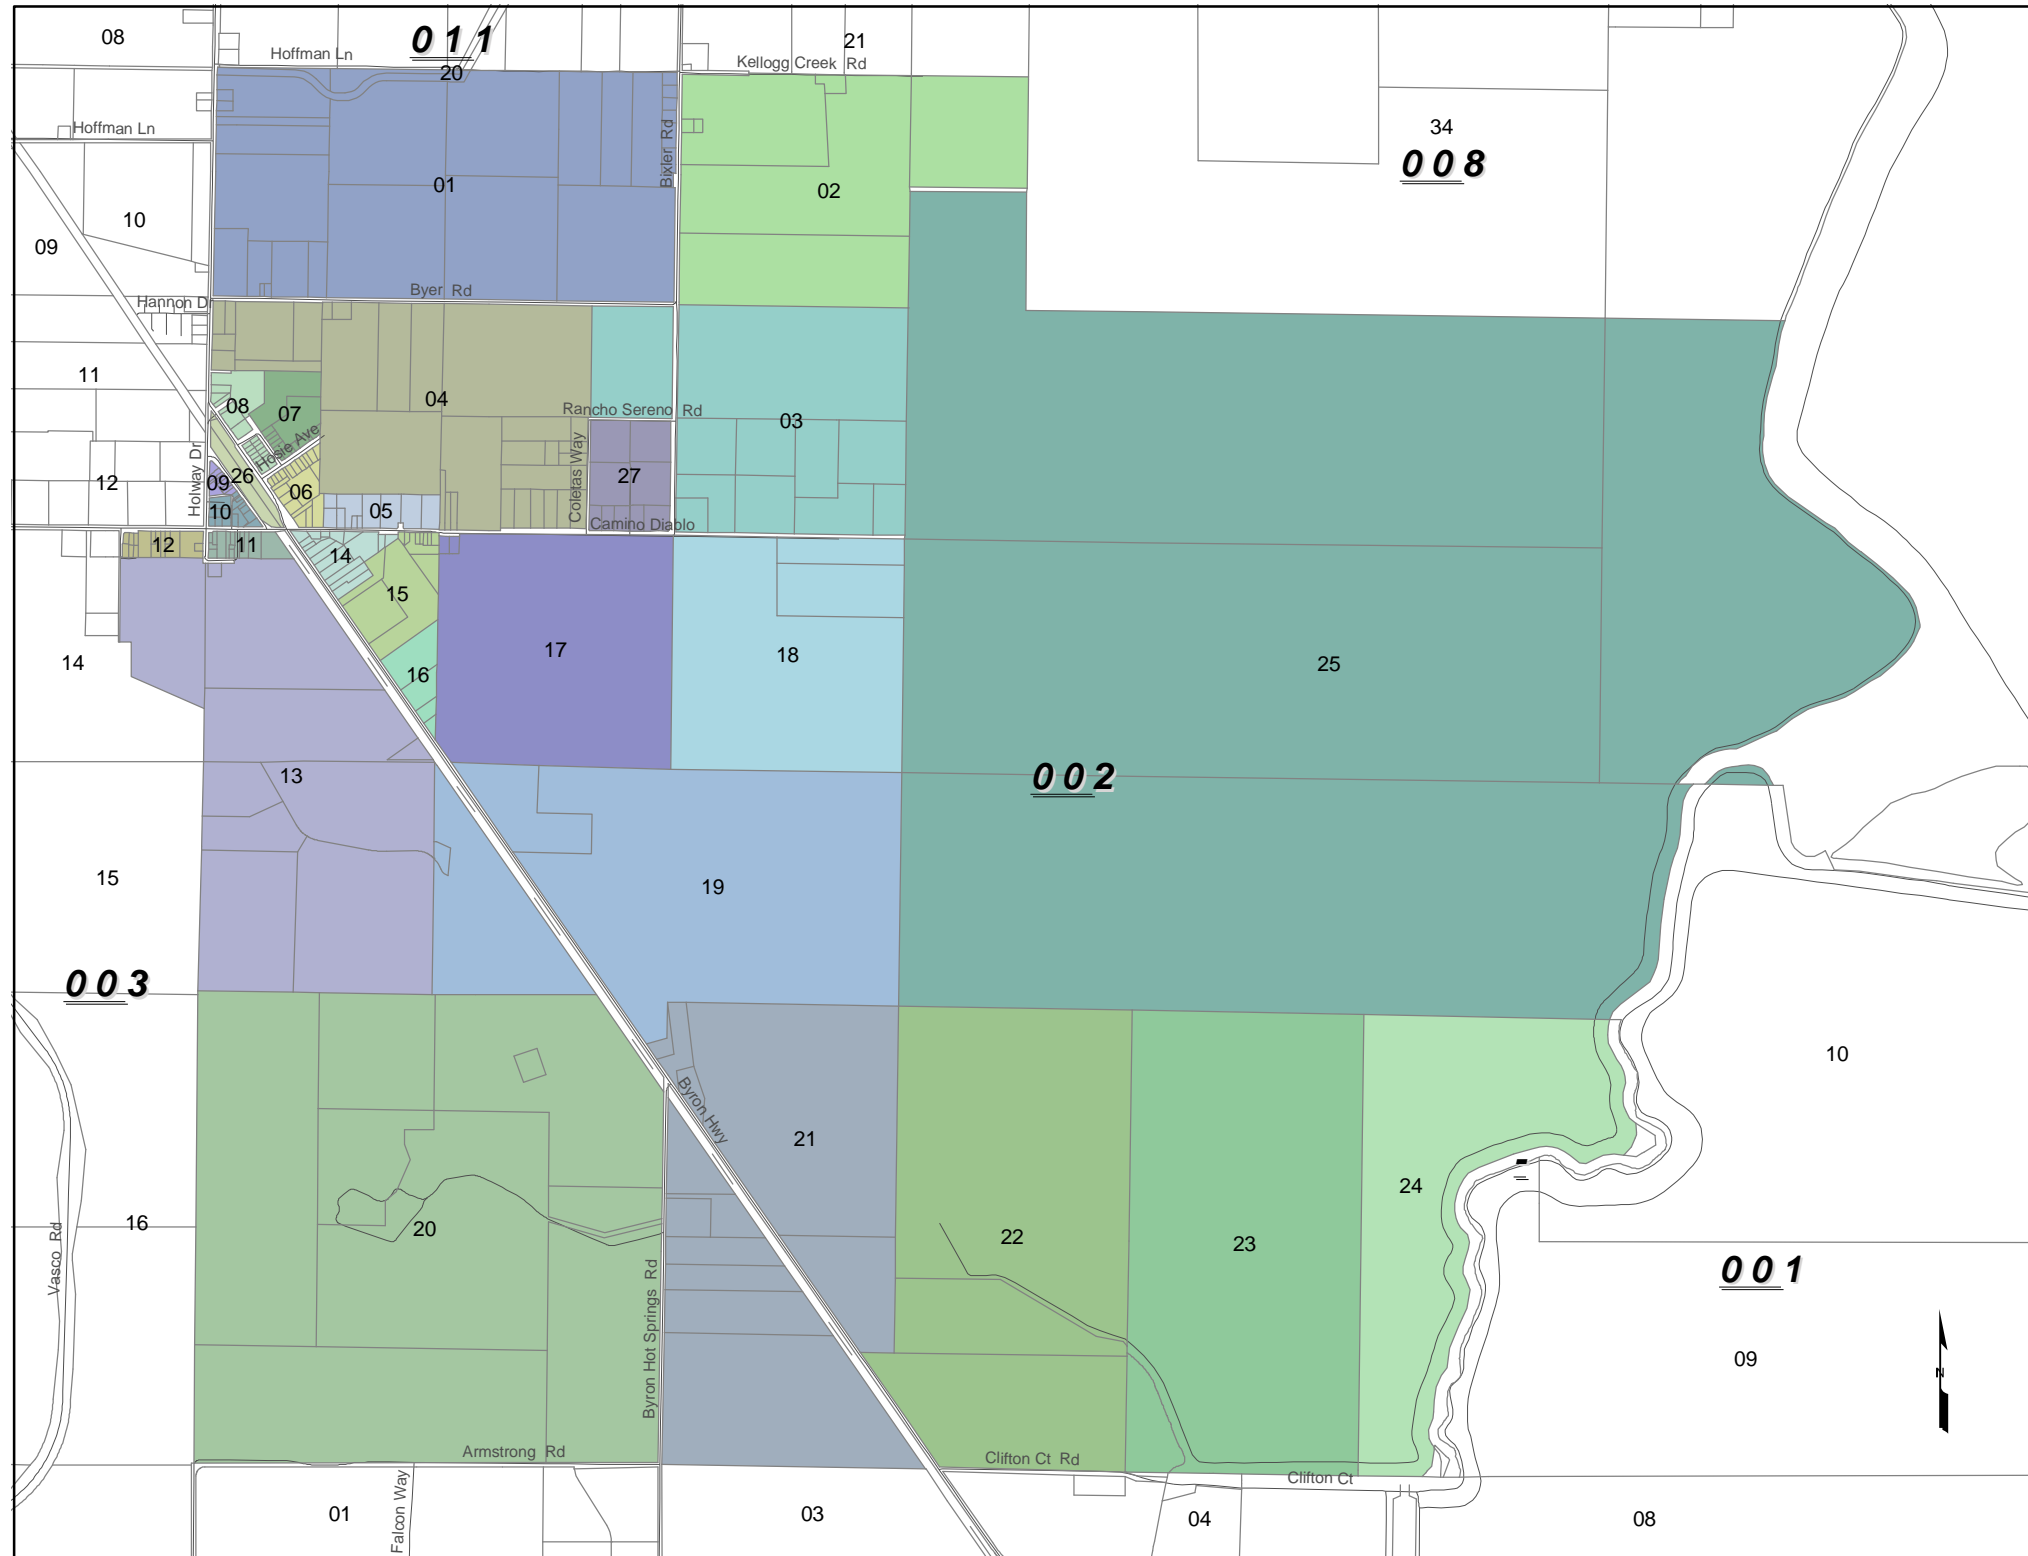 08
011
21
Hoffman Ln
20
Kellogg Creek Rd
Hoffman Ln
34
Bixler Rd
008
01
02
10
09
Byer Rd
Hannon Dr
11
08
07
04
Rancho Sereno Rd
03
Hosie Ave
Coletas Way
Holway Dr
12
09
26
06
27
10
05
Camino Diablo
12
11
14
15
17
18
25
14
16
13
002
15
19
003
10
Byron Hwy
21
24
16
20
22
23
Vasco Rd
001
Byron Hot Springs Rd
09
N
Armstrong Rd
Clifton Ct Rd
Clifton Ct
Falcon Way
01
03
04
08